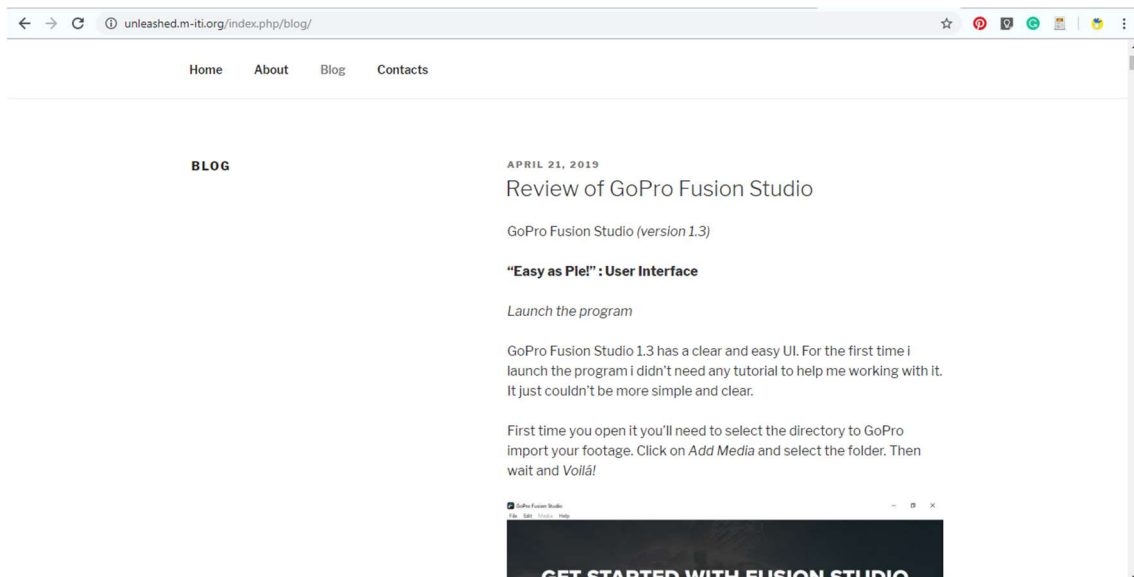 unleashed.m-iti.org/index.php/blog/
Home About Blog Contacts
BLOG
APRIL 21, 2019
Review of GoPro Fusion Studio
GoPro Fusion Studio (version 1.3)
“Easy as Pie!” : User Interface
Launch the program
GoPro Fusion Studio 1.3 has a clear and easy UI. For the first time i
launch the program i didn’t need any tutorial to help me working with it.
It just couldn’t be more simple and clear.
First time you open it you’ll need to select the directory to GoPro
import your footage. Click on Add Media and select the folder. Then
wait and Voilá!
GoPro Fusion Studio
File Edit Media Help
GET STARTED WITH FUSION STUDIO